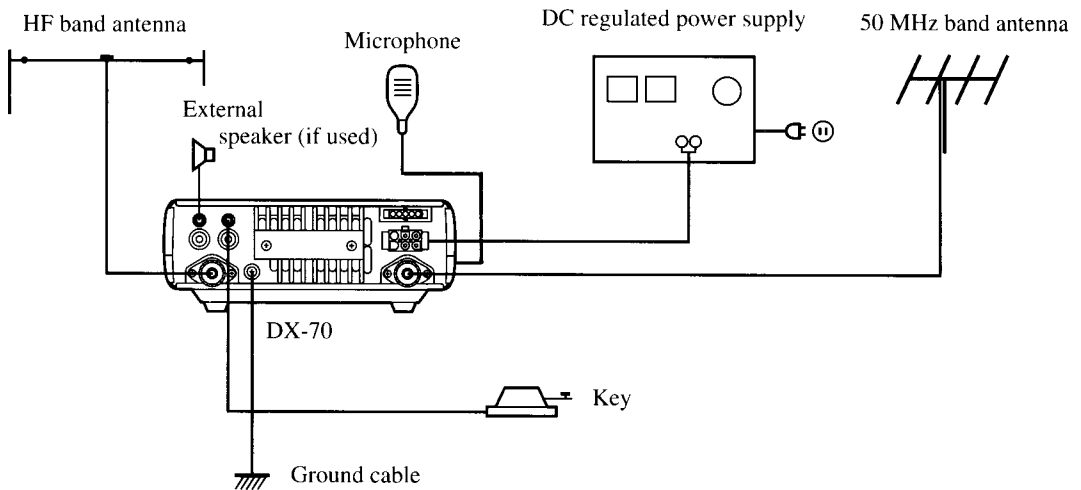 HF band antenna
Microphone
DC regulated power supply
50 MHz band antenna
External
speaker (if used)
DX-70
Key
Ground cable